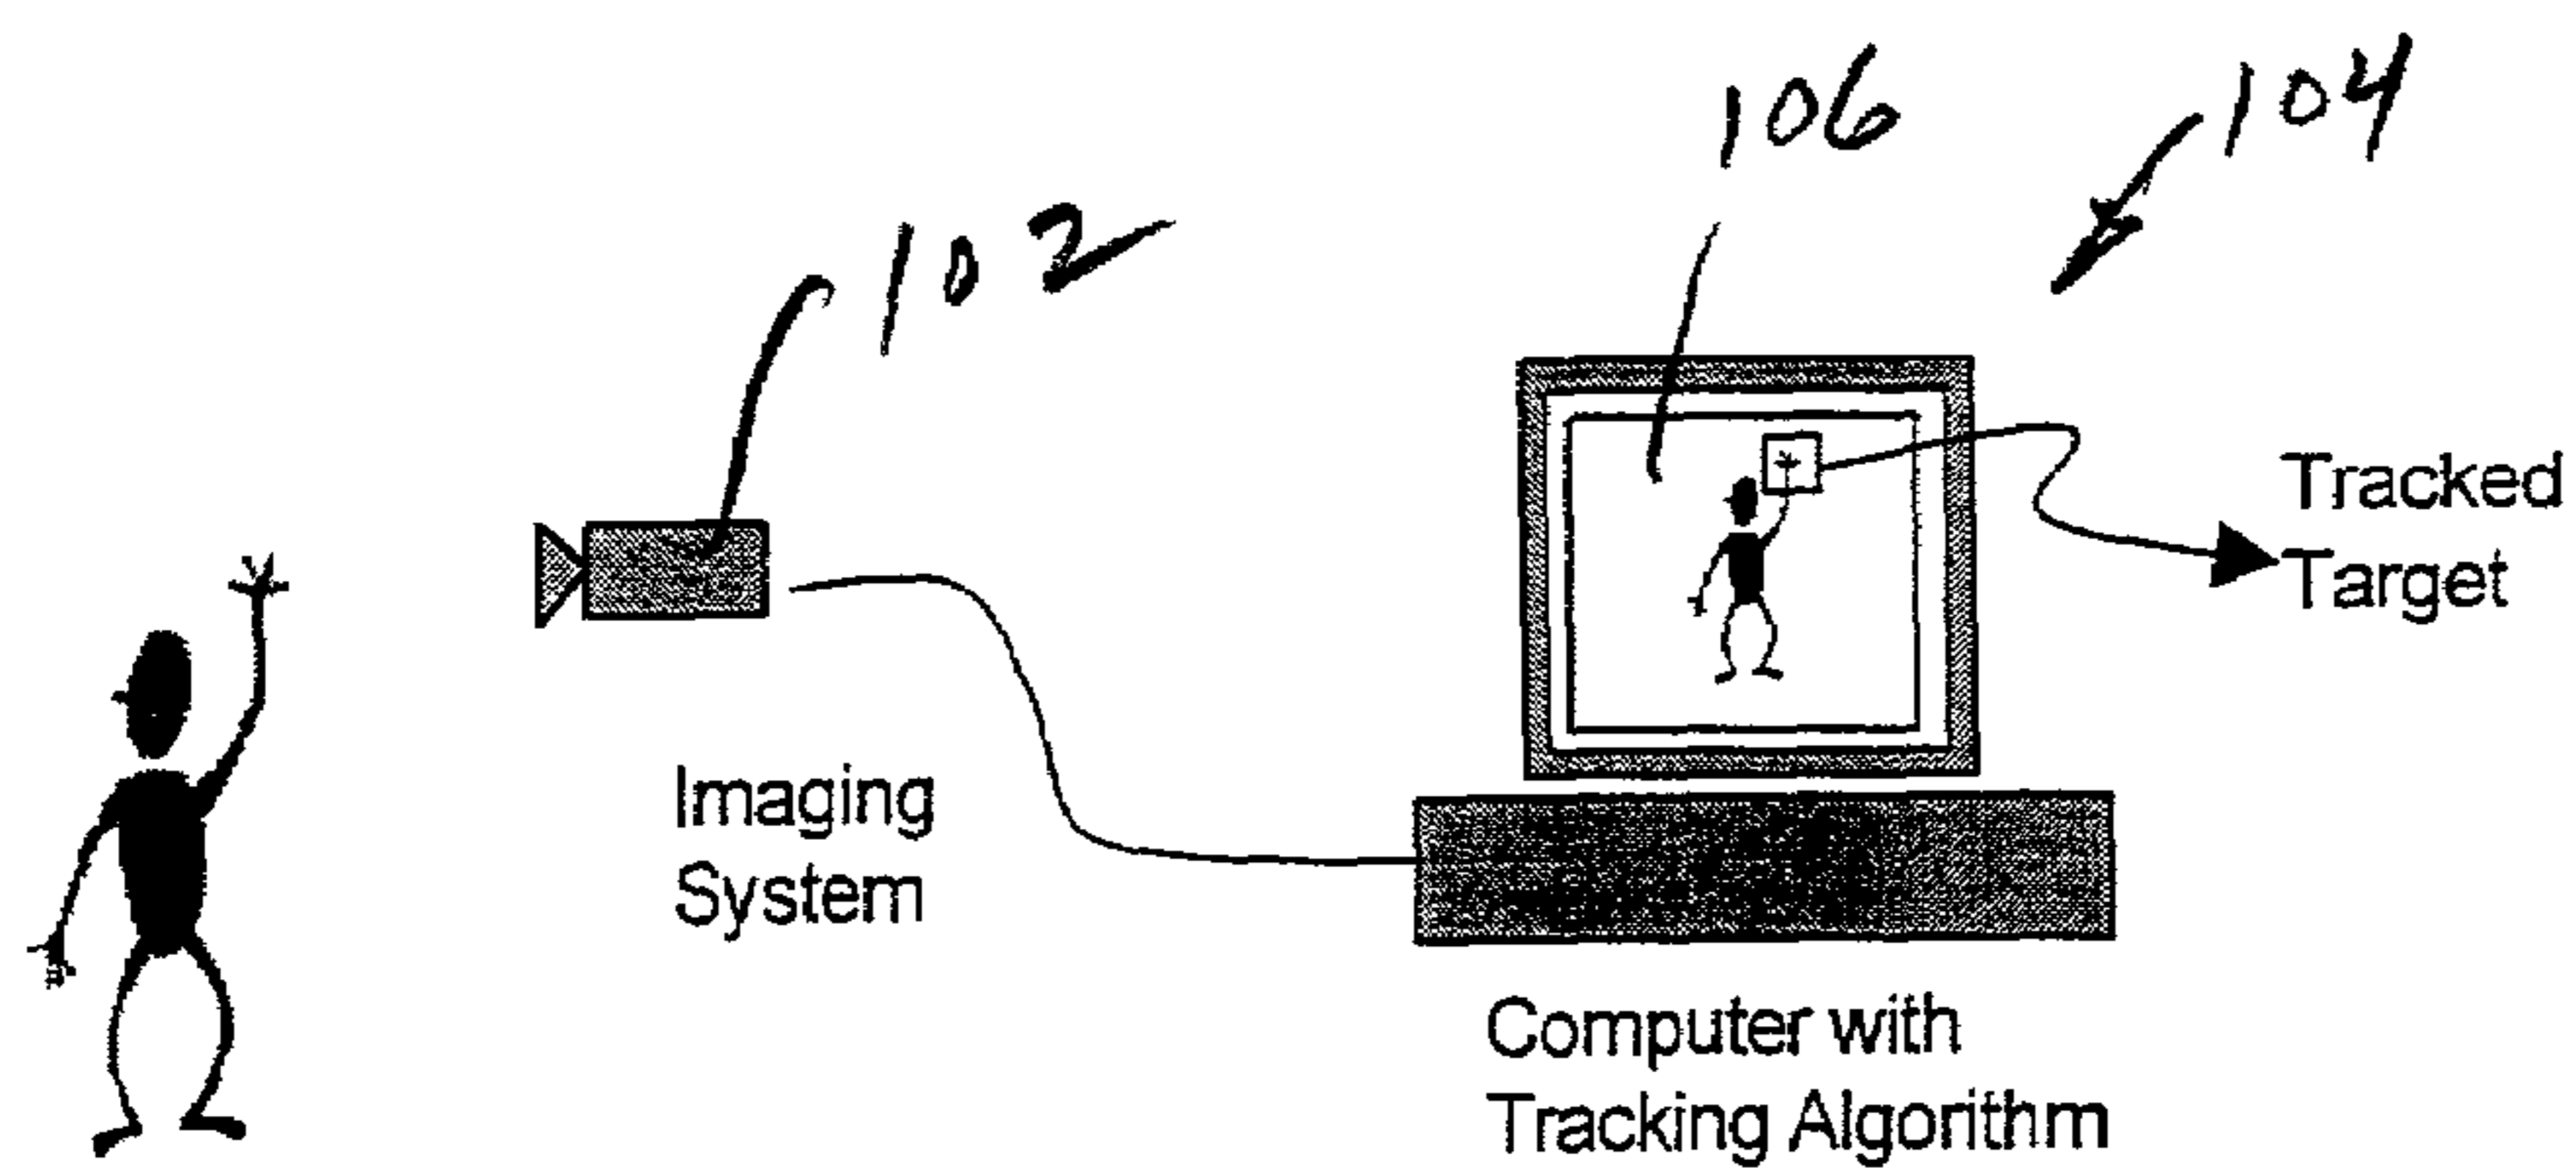 106
104
102
Tracked
Target
Imaging
System
Computer with
Tracking Algorithm